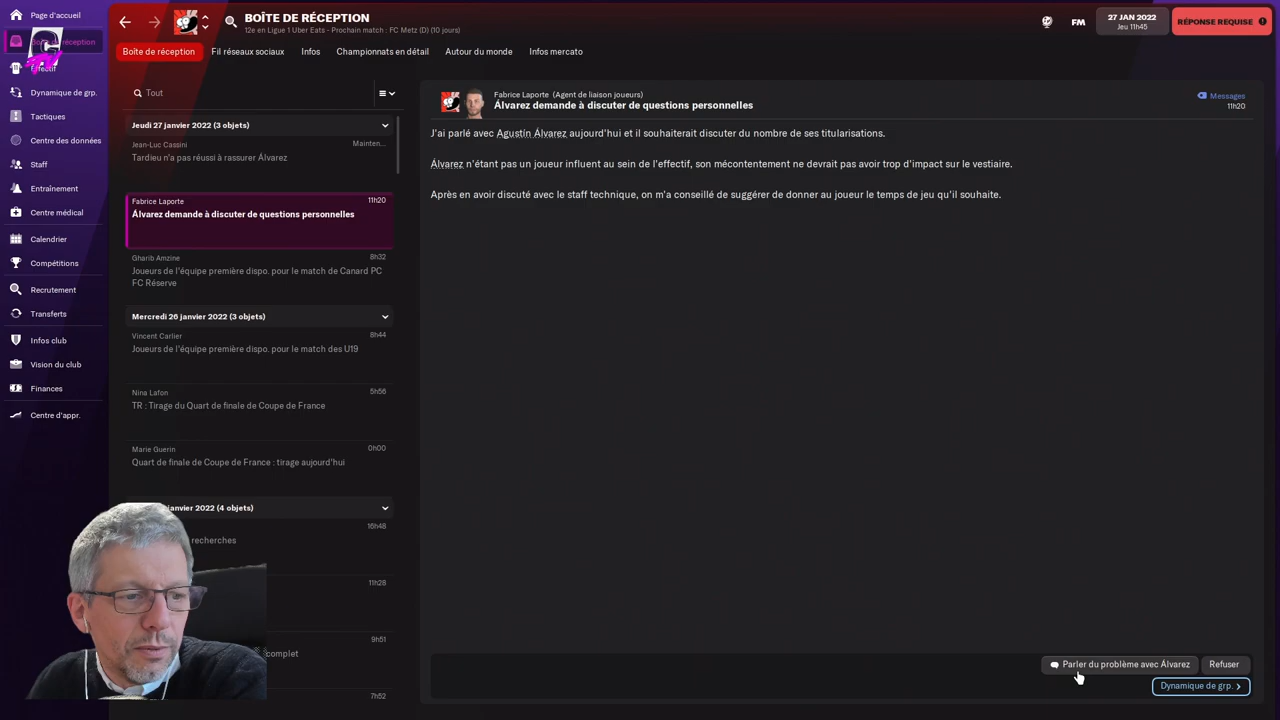 Page d'accueil
Boîte de réception
Effectif
Dynamique de grp.
Tactiques
Centre des données
Staff
Entraînement
Centre médical
Calendrier
Compétitions
Recrutement
Transferts
Infos club
Vision du club
Finances
Centre d'appr.
BOÎTE DE RÉCEPTION
12e en Ligue 1 Uber Eats - Prochain match : FC Metz (D) (10 jours)
FM
27 JAN 2022
Jeu 11h45
RÉPONSE REQUISE
Boîte de réception
Fil réseaux sociaux
Infos
Championnats en détail
Autour du monde
Infos mercato
Tout
Jeudi 27 janvier 2022 (3 objets)
Jean-Luc Cassini
Mainten...
Tardieu n'a pas réussi à rassurer Álvarez
Fabrice Laporte
11h20
Álvarez demande à discuter de questions personnelles
Gharib Amzine
8h32
Joueurs de l'équipe première dispo. pour le match de Canard PC
FC Réserve
Mercredi 26 janvier 2022 (3 objets)
Vincent Carlier
8h44
Joueurs de l'équipe première dispo. pour le match des U19
Nina Lafon
5h56
TR : Tirage du Quart de finale de Coupe de France
Marie Guerin
0h00
Quart de finale de Coupe de France : tirage aujourd'hui
janvier 2022 (4 objets)
16h48
recherches
11h28
9h51
complet
7h52
Fabrice Laporte (Agent de liaison joueurs)
Álvarez demande à discuter de questions personnelles
Messages
11h20
J'ai parlé avec Agustín Álvarez aujourd'hui et il souhaiterait discuter du nombre de ses titularisations.
Álvarez n'étant pas un joueur influent au sein de l'effectif, son mécontentement ne devrait pas avoir trop d'impact sur le vestiaire.
Après en avoir discuté avec le staff technique, on m'a conseillé de suggérer de donner au joueur le temps de jeu qu'il souhaite.
Parler du problème avec Álvarez
Refuser
Dynamique de grp.